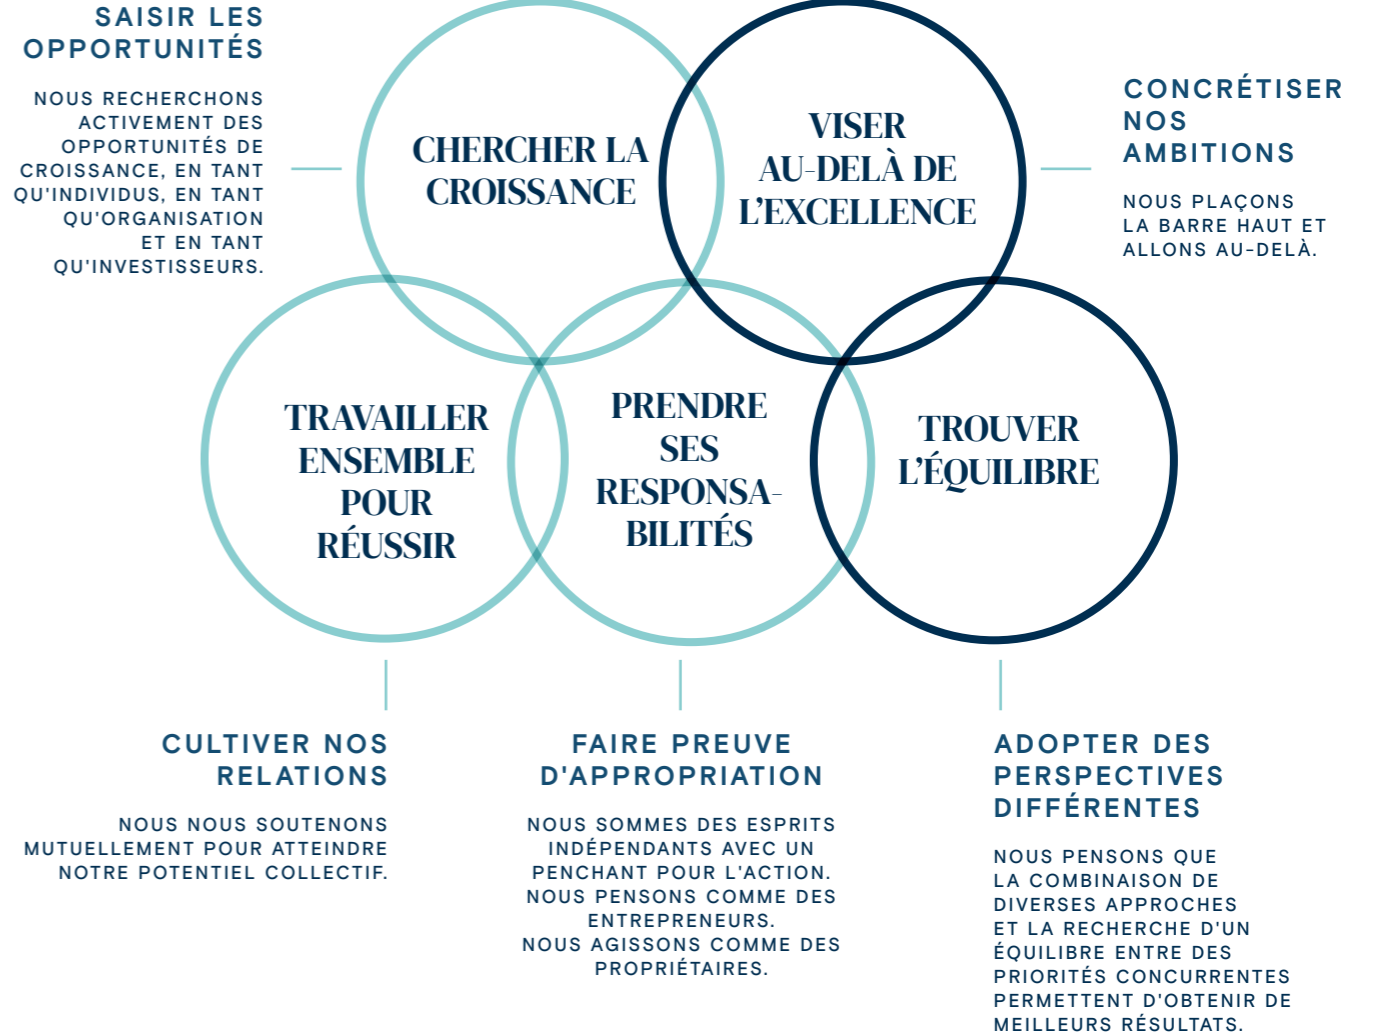 SAISIR LES
OPPORTUNITÉS
NOUS RECHERCHONS
ACTIVEMENT DES
OPPORTUNITÉS DE
CROISSANCE, EN TANT
QU'INDIVIDUS, EN TANT
QU'ORGANISATION
ET EN TANT
QU'INVESTISSEURS.
CHERCHER LA
CROISSANCE
VISER
AU-DELÀ DE
L’EXCELLENCE
CONCRÉTISER
NOS
AMBITIONS
NOUS PLAÇONS
LA BARRE HAUT ET
ALLONS AU-DELÀ.
TRAVAILLER
ENSEMBLE
POUR
RÉUSSIR
PRENDRE
SES
RESPONSA-
BILITÉS
TROUVER
L’ÉQUILIBRE
CULTIVER NOS
RELATIONS
NOUS NOUS SOUTENONS
MUTUELLEMENT POUR ATTEINDRE
NOTRE POTENTIEL COLLECTIF.
FAIRE PREUVE
D'APPROPRIATION
NOUS SOMMES DES ESPRITS
INDÉPENDANTS AVEC UN
PENCHANT POUR L'ACTION.
NOUS PENSONS COMME DES
ENTREPRENEURS.
NOUS AGISSONS COMME DES
PROPRIÉTAIRES.
ADOPTER DES
PERSPECTIVES
DIFFÉRENTES
NOUS PENSONS QUE
LA COMBINAISON DE
DIVERSES APPROCHES
ET LA RECHERCHE D'UN
ÉQUILIBRE ENTRE DES
PRIORITÉS CONCURRENTES
PERMETTENT D'OBTENIR DE
MEILLEURS RÉSULTATS.